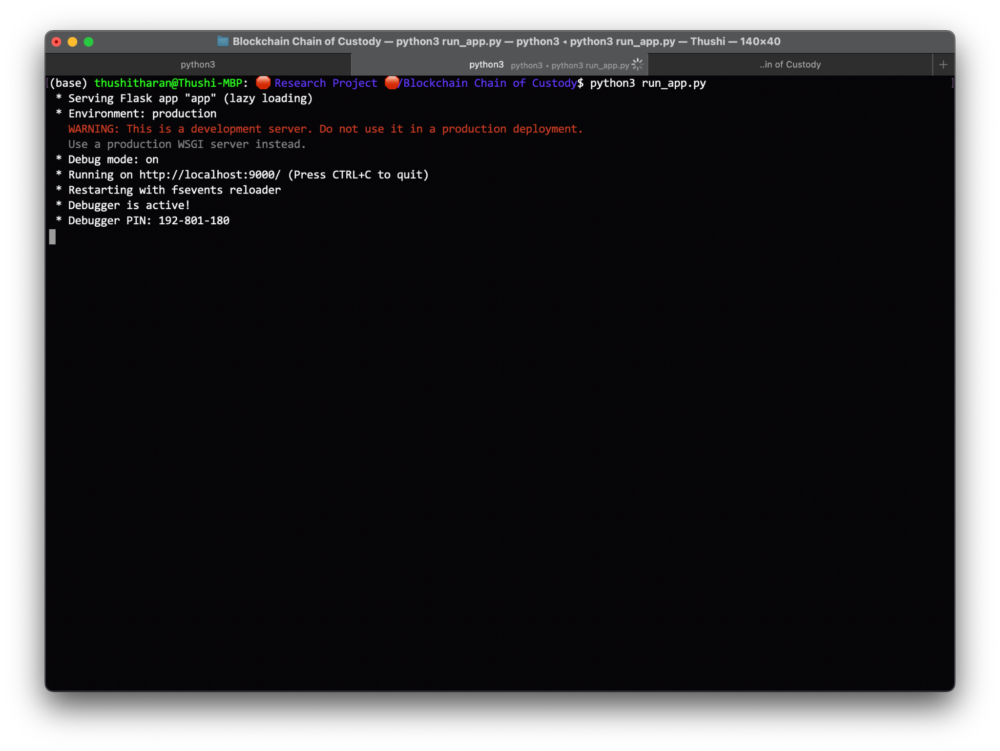 Blockchain Chain of Custody — python3 run_app.py — python3 ◂ python3 run_app.py — Thushi — 140×40
python3
python3 python3 ◂ python3 run_app.py
..in of Custody
(base) thushitharan@Thushi-MBP: 🛑 Research Project 🛑/Blockchain Chain of Custody$ python3 run_app.py
* Serving Flask app "app" (lazy loading)
* Environment: production
WARNING: This is a development server. Do not use it in a production deployment.
Use a production WSGI server instead.
* Debug mode: on
* Running on http://localhost:9000/ (Press CTRL+C to quit)
* Restarting with fsevents reloader
* Debugger is active!
* Debugger PIN: 192-801-180